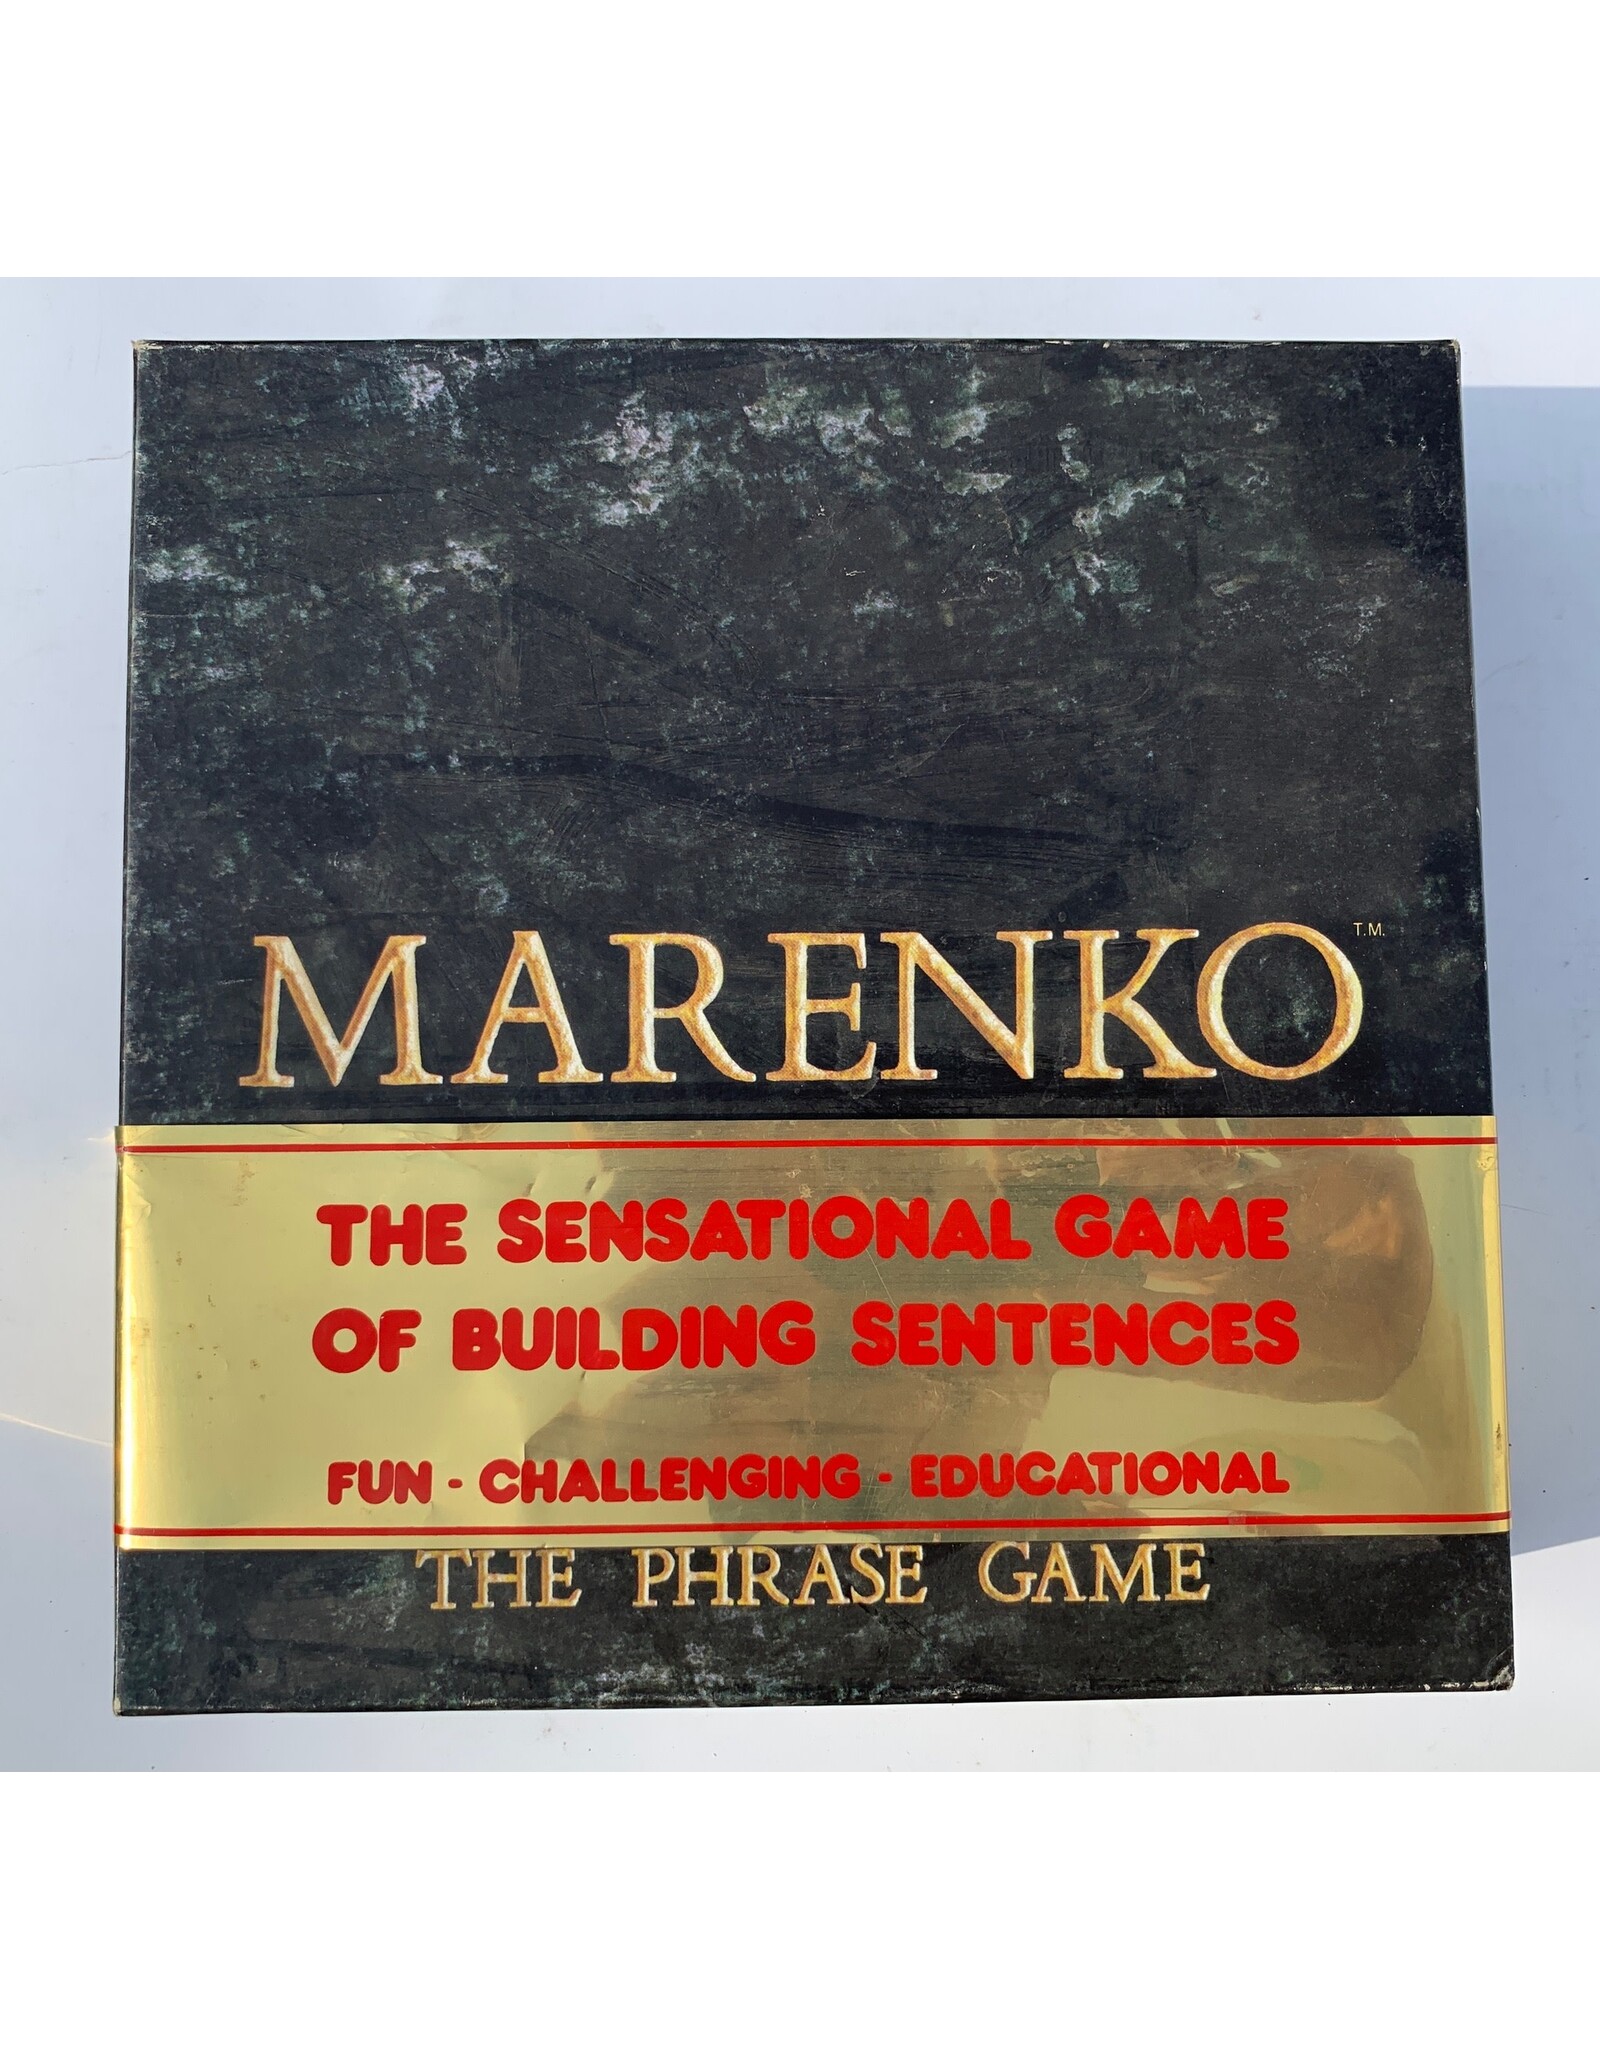 MARENKO T.M.
THE SENSATIONAL GAME
OF BUILDING SENTENCES
FUN - CHALLENGING - EDUCATIONAL
THE PHRASE GAME